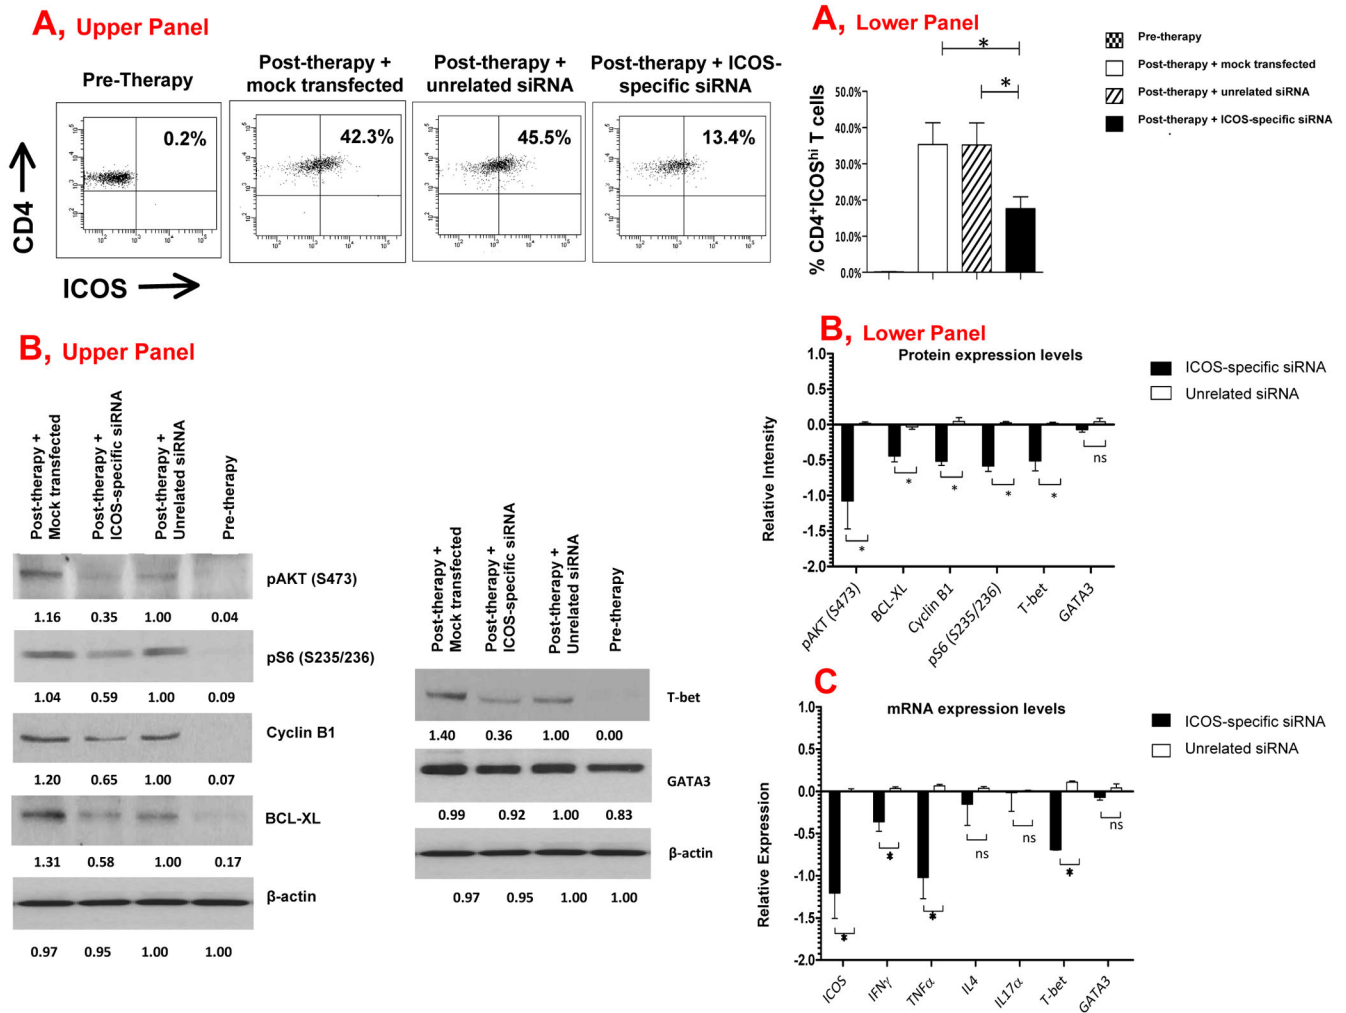 A, Upper Panel
Pre-Therapy
Post-therapy +
mock transfected
Post-therapy +
unrelated siRNA
Post-therapy + ICOS-
specific siRNA
0.2%
42.3%
45.5%
13.4%
CD4
ICOS
A, Lower Panel
*
*
% CD4+ICOShi T cells
50.0%
40.0%
30.0%
20.0%
10.0%
0.0%
Pre-therapy
Post-therapy + mock transfected
Post-therapy + unrelated siRNA
Post-therapy + ICOS-specific siRNA
B, Upper Panel
Post-therapy +
Mock transfected
Post-therapy +
ICOS-specific siRNA
Post-therapy +
Unrelated siRNA
Pre-therapy
pAKT (S473)
1.16 0.35 1.00 0.04
pS6 (S235/236)
1.04 0.59 1.00 0.09
Cyclin B1
1.20 0.65 1.00 0.07
BCL-XL
1.31 0.58 1.00 0.17
β-actin
0.97 0.95 1.00 1.00
Post-therapy +
Mock transfected
Post-therapy +
ICOS-specific siRNA
Post-therapy +
Unrelated siRNA
Pre-therapy
T-bet
1.40 0.36 1.00 0.00
GATA3
0.99 0.92 1.00 0.83
β-actin
0.97 0.95 1.00 1.00
B, Lower Panel
Protein expression levels
ICOS-specific siRNA
Unrelated siRNA
Relative Intensity
1.0
0.5
0.0
-0.5
-1.0
-1.5
-2.0
* * * * * ns
pAKT (S473)
BCL-XL
Cyclin B1
pS6 (S235/236)
T-bet
GATA3
C
mRNA expression levels
ICOS-specific siRNA
Unrelated siRNA
Relative Expression
1.0
0.5
0.0
-0.5
-1.0
-1.5
-2.0
* * * ns ns * ns
ICOS
IFNγ
TNFα
IL4
IL17α
T-bet
GATA3